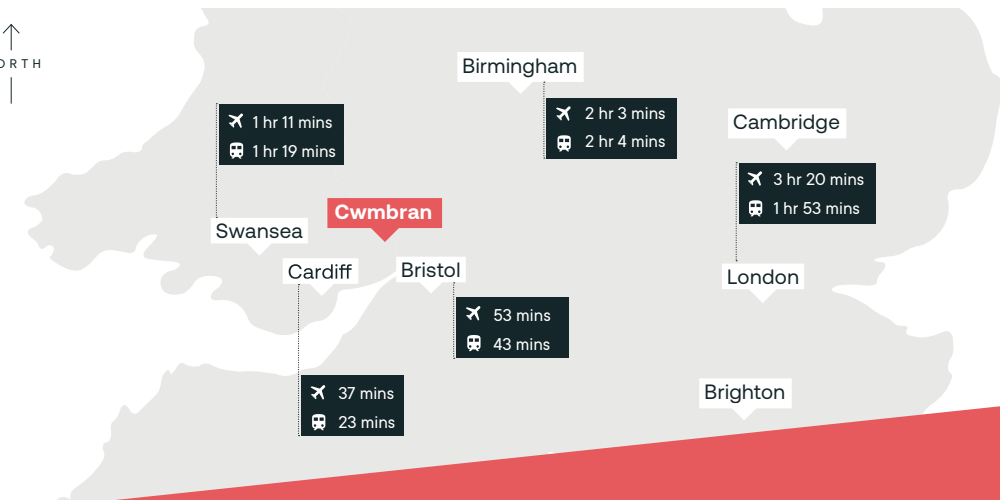 ORTH
Birmingham
2 hr 3 mins
2 hr 4 mins
1 hr 11 mins
1 hr 19 mins
Cambridge
3 hr 20 mins
1 hr 53 mins
Cwmbran
Swansea
Cardiff
Bristol
London
53 mins
43 mins
37 mins
23 mins
Brighton